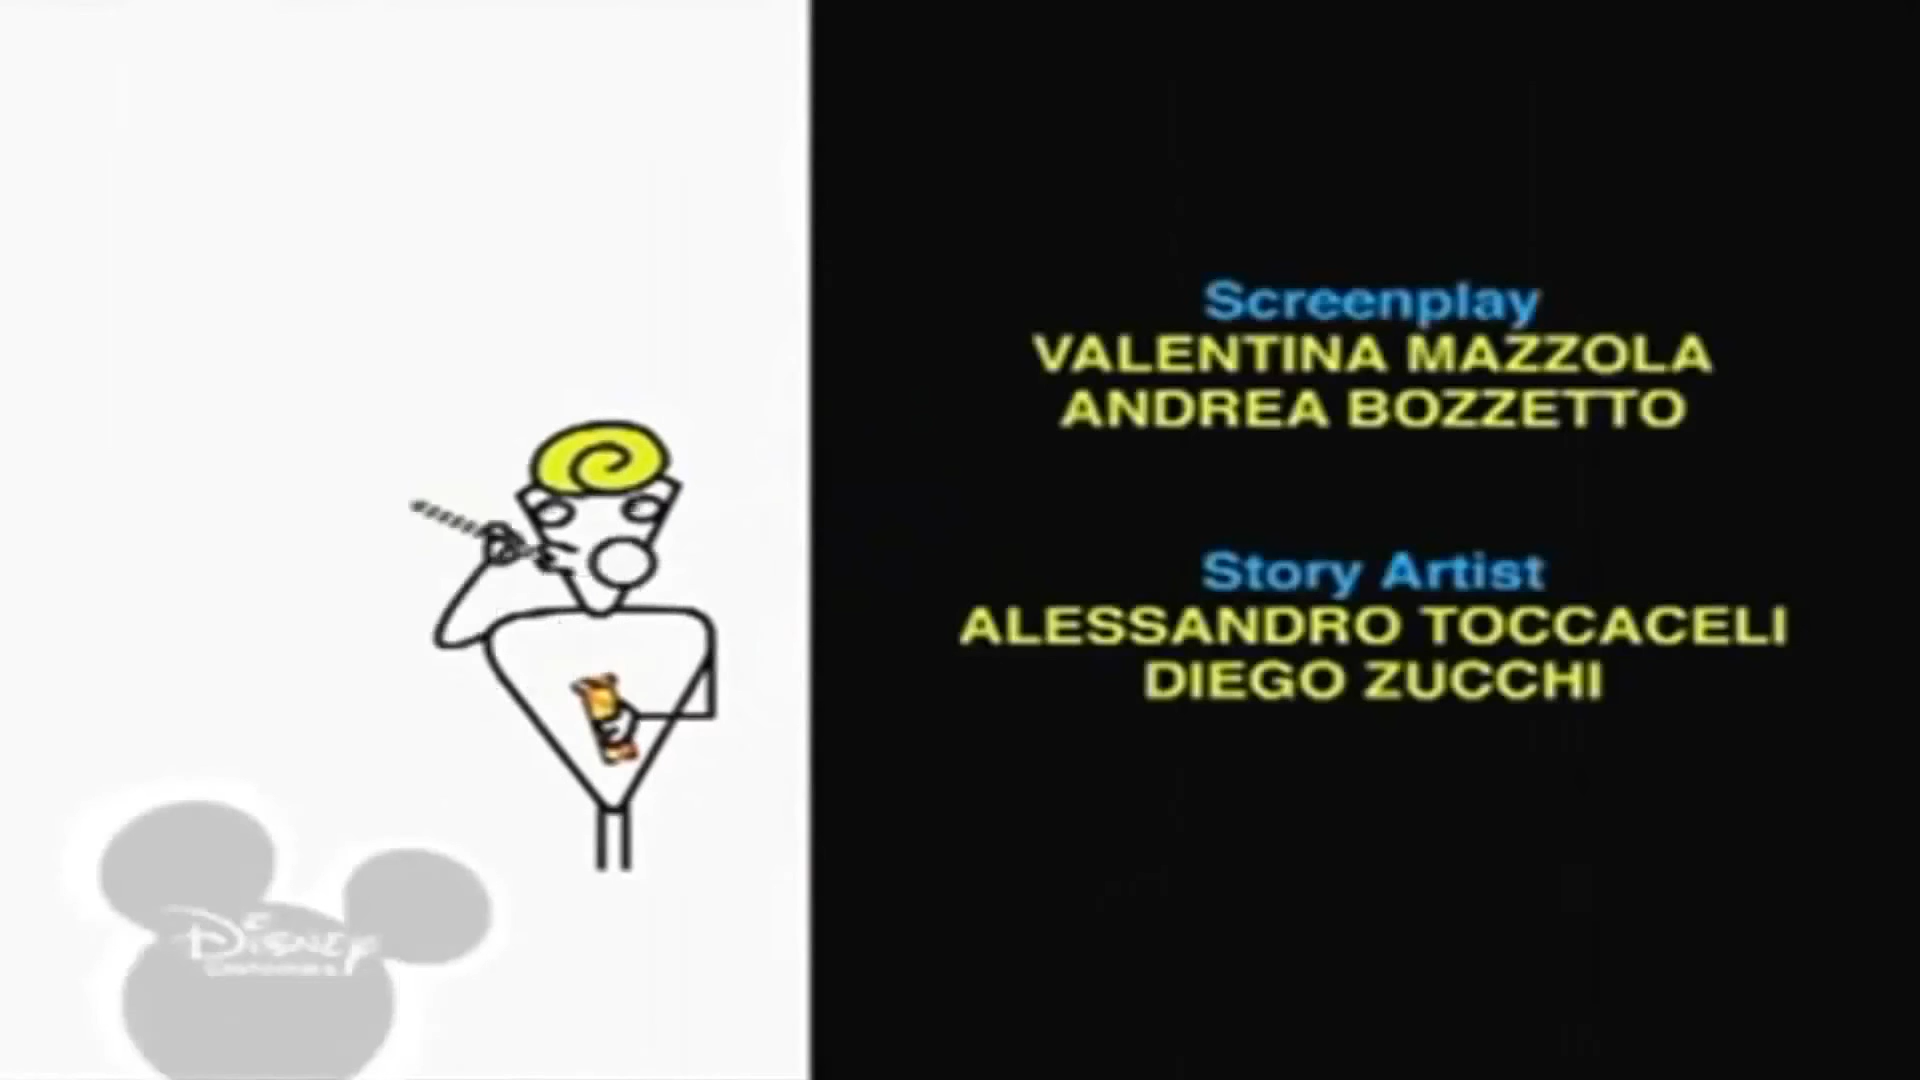 Screenplay
VALENTINA MAZZOLA
ANDREA BOZZETTO
Story Artist
ALESSANDRO TOCCACELI
DIEGO ZUCCHI
Disney